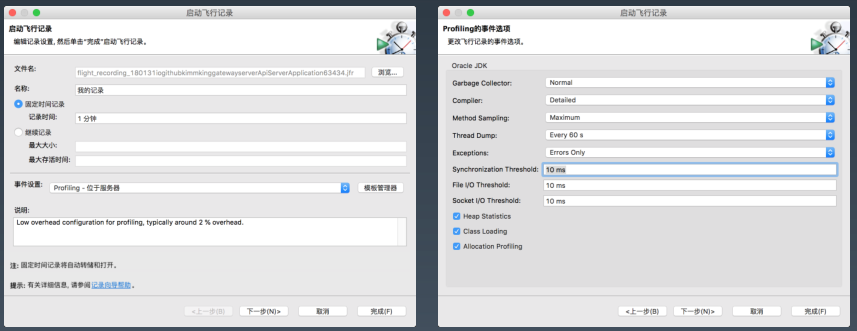 启动飞行记录
启动飞行记录
编辑记录设置, 然后单击“完成”启动飞行记录。
文件名:
flight_recording_180131iogithubkimmkinggatewayserverApiServerApplication63434.jfr
浏览...
名称:
我的记录
固定时间记录
记录时间:
1 分钟
继续记录
最大大小:
最大存活时间:
事件设置:
Profiling - 位于服务器
模板管理器
说明:
Low overhead configuration for profiling, typically around 2 % overhead.
注: 固定时间记录将自动转储和打开。
提示: 有关详细信息, 请参阅记录向导帮助。
<上一步(B)
下一步(N)>
取消
完成(F)
启动飞行记录
Profiling的事件选项
更改飞行记录的事件选项。
Oracle JDK
Garbage Collector:
Normal
Compiler:
Detailed
Method Sampling:
Maximum
Thread Dump:
Every 60 s
Exceptions:
Errors Only
Synchronization Threshold:
10 ms
File I/O Threshold:
10 ms
Socket I/O Threshold:
10 ms
Heap Statistics
Class Loading
Allocation Profiling
<上一步(B)
下一步(N)>
取消
完成(F)